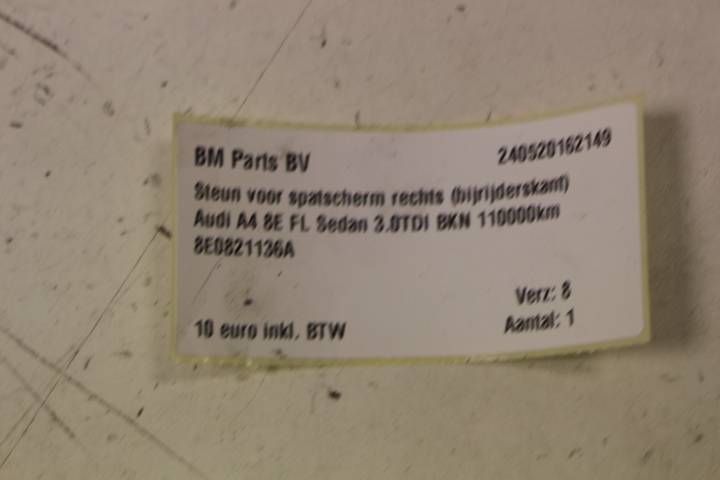 BM Parts BV 240520162149
Steun voor spatscherm rechts (bijrijderskant)
Audi A4 8E FL Sedan 3.0TDI BKN 110000km
8E0821136A
Verz: 8
10 euro inkl. BTW Aantal: 1